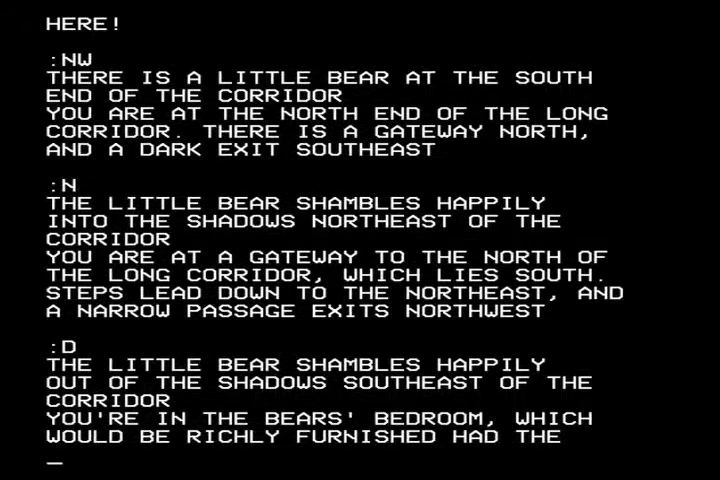 HERE!
:NW
THERE IS A LITTLE BEAR AT THE SOUTH
END OF THE CORRIDOR
YOU ARE AT THE NORTH END OF THE LONG
CORRIDOR. THERE IS A GATEWAY NORTH,
AND A DARK EXIT SOUTHEAST
:N
THE LITTLE BEAR SHAMBLES HAPPILY
INTO THE SHADOWS NORTHEAST OF THE
CORRIDOR
YOU ARE AT A GATEWAY TO THE NORTH OF
THE LONG CORRIDOR, WHICH LIES SOUTH.
STEPS LEAD DOWN TO THE NORTHEAST, AND
A NARROW PASSAGE EXITS NORTHWEST
:D
THE LITTLE BEAR SHAMBLES HAPPILY
OUT OF THE SHADOWS SOUTHEAST OF THE
CORRIDOR
YOU'RE IN THE BEARS' BEDROOM, WHICH
WOULD BE RICHLY FURNISHED HAD THE